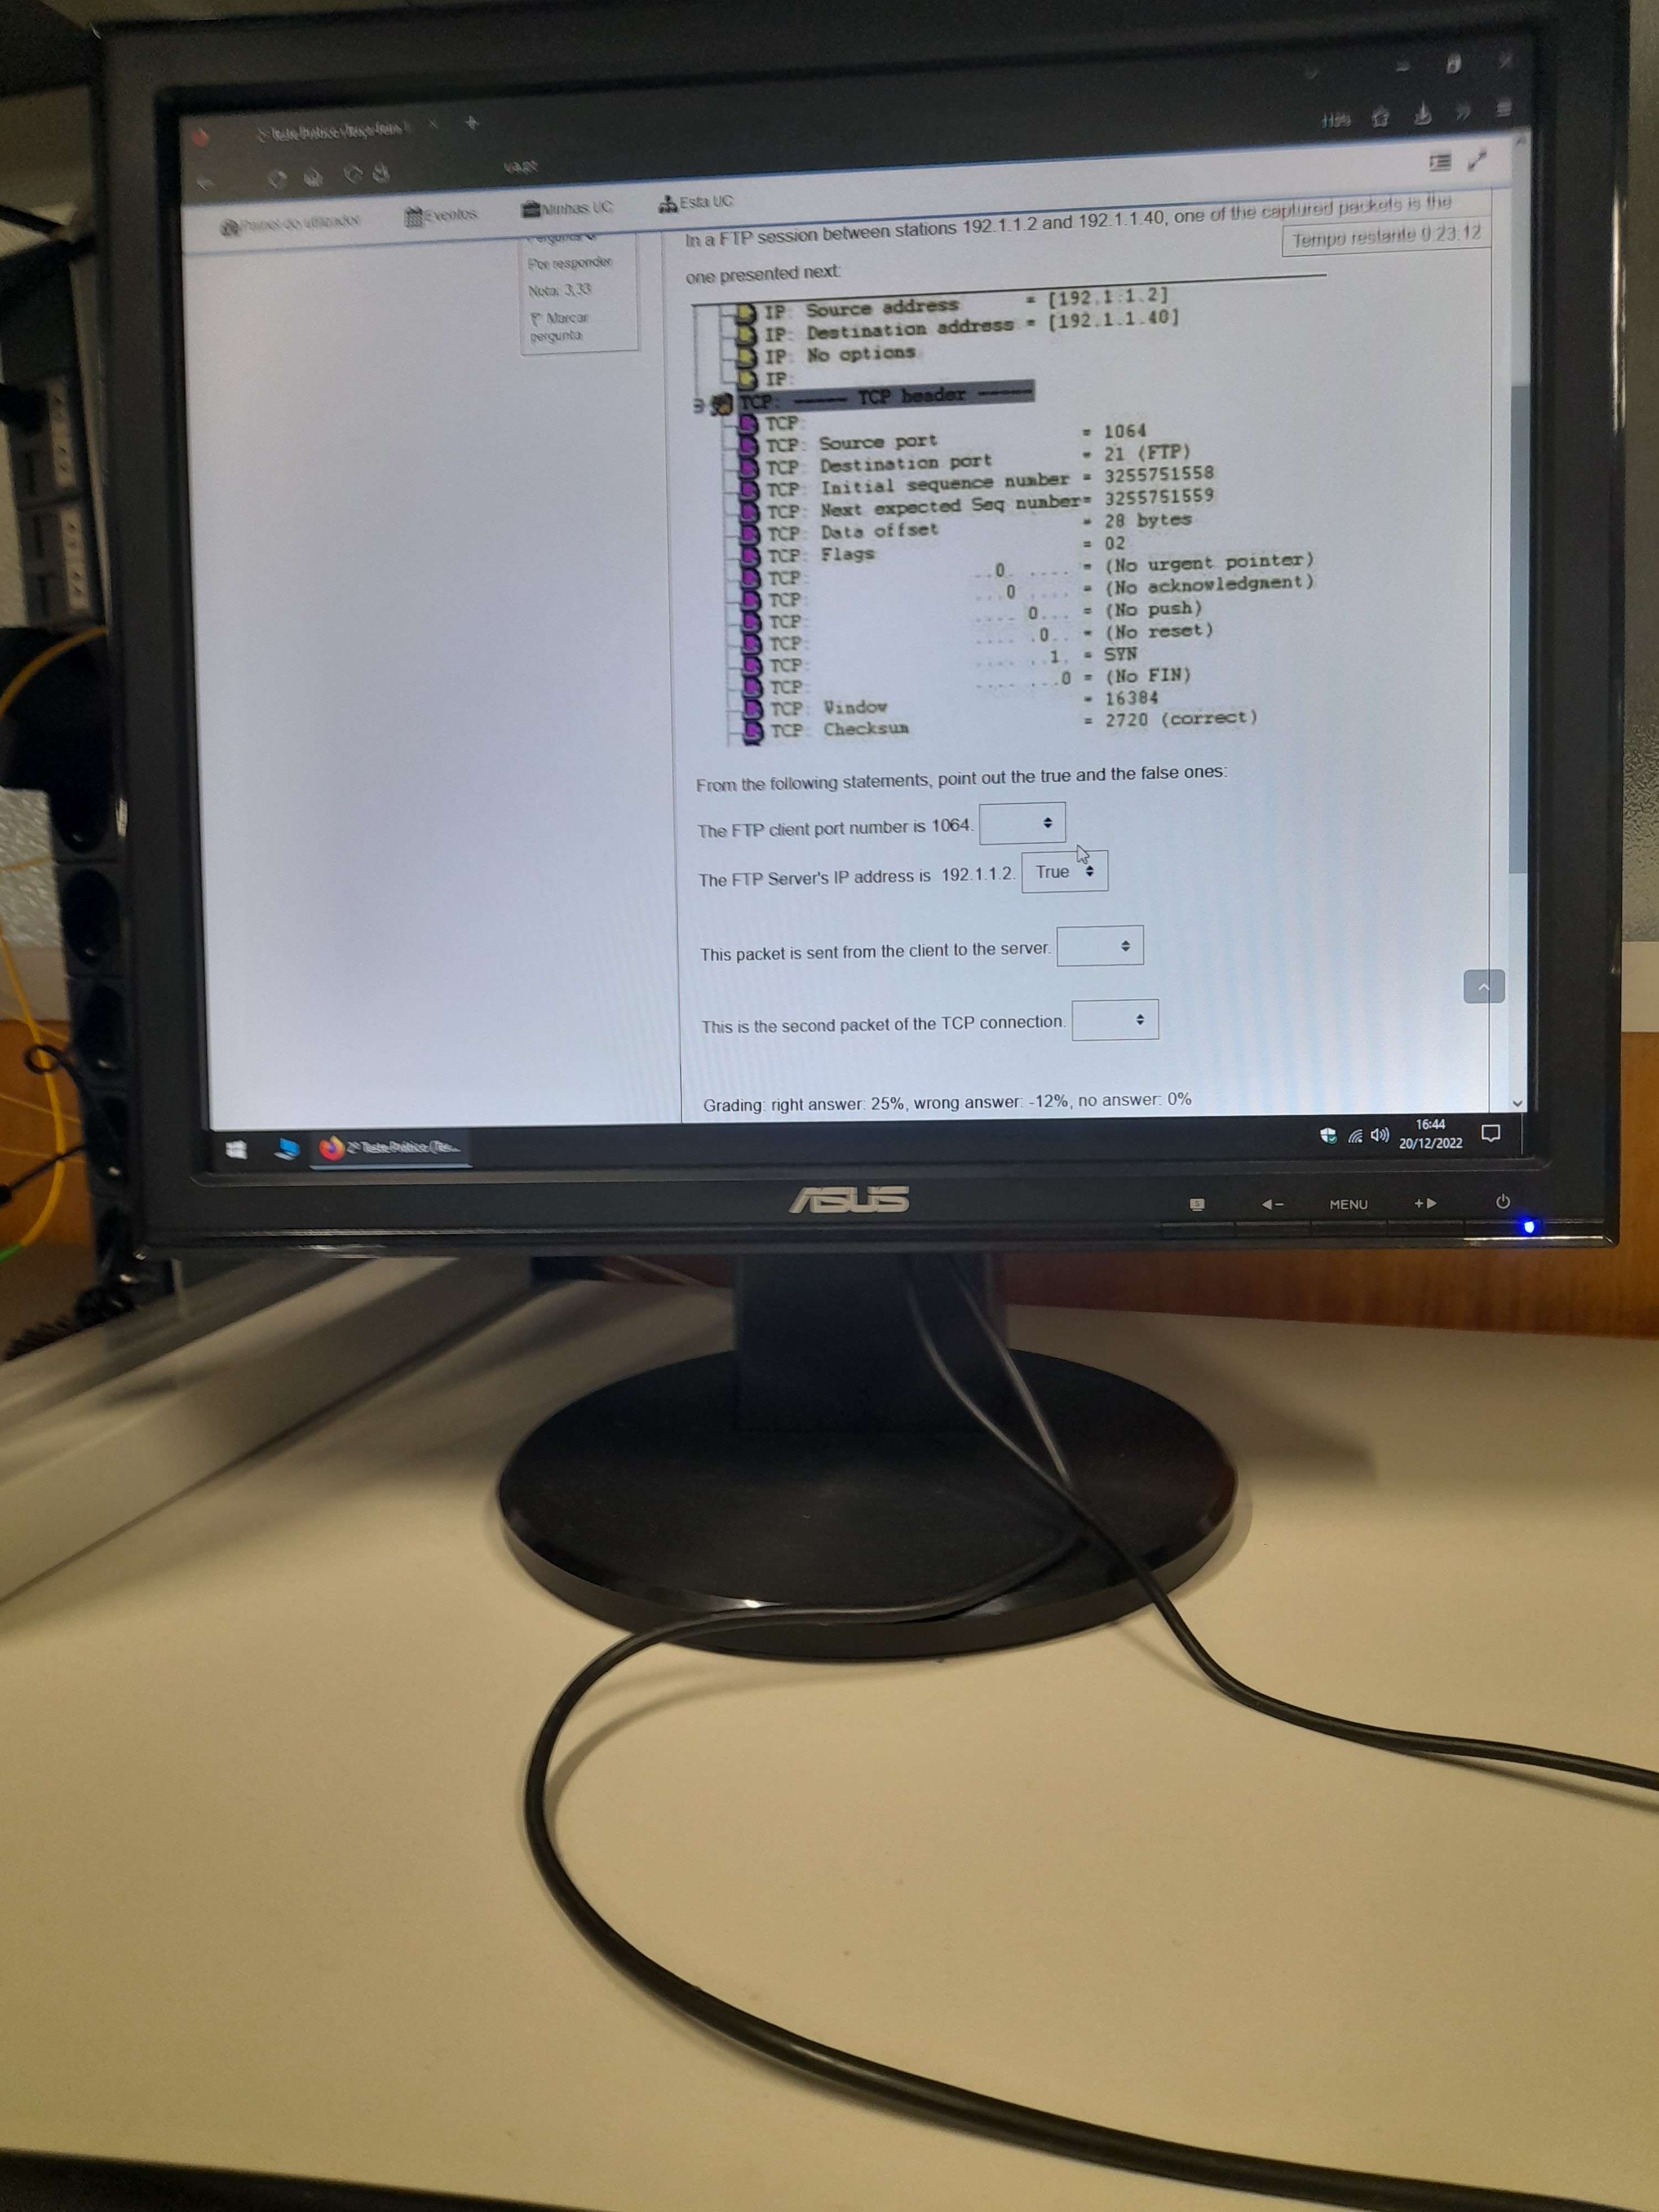 Painel do utilizador Eventos Minhas UC Esta UC
Tempo restante 0:23:12
Por responder
Nota: 3,33
Marcar
pergunta
In a FTP session between stations 192.1.1.2 and 192.1.1.40, one of the captured packets is the
one presented next:
IP: Source address = [192.1.1.2]
IP: Destination address = [192.1.1.40]
IP: No options
IP:
TCP: ----- TCP header -----
TCP:
TCP: Source port = 1064
TCP: Destination port = 21 (FTP)
TCP: Initial sequence number = 3255751558
TCP: Next expected Seq number= 3255751559
TCP: Data offset = 28 bytes
TCP: Flags = 02
TCP: ..0. .... = (No urgent pointer)
TCP: ...0 .... = (No acknowledgment)
TCP: .... 0... = (No push)
TCP: .... .0.. = (No reset)
TCP: .... ..1. = SYN
TCP: .... ...0 = (No FIN)
TCP: Window = 16384
TCP: Checksum = 2720 (correct)
From the following statements, point out the true and the false ones:
The FTP client port number is 1064.
The FTP Server's IP address is 192.1.1.2. True
This packet is sent from the client to the server.
This is the second packet of the TCP connection.
Grading: right answer: 25%, wrong answer: -12%, no answer: 0%
16:44
20/12/2022
ASUS
MENU